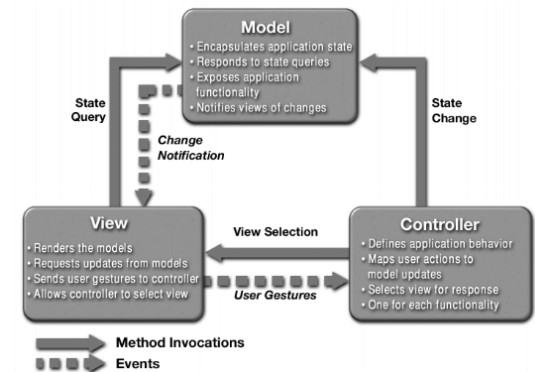 Model
• Encapsulates application state
• Responds to state queries
• Exposes application
functionality
• Notifies views of changes
State
Query
Change
Notification
State
Change
View
• Renders the models
• Requests updates from models
• Sends user gestures to controller
• Allows controller to select view
View Selection
User Gestures
Controller
• Defines application behavior
• Maps user actions to
model updates
• Selects view for response
• One for each functionality
Method Invocations
Events